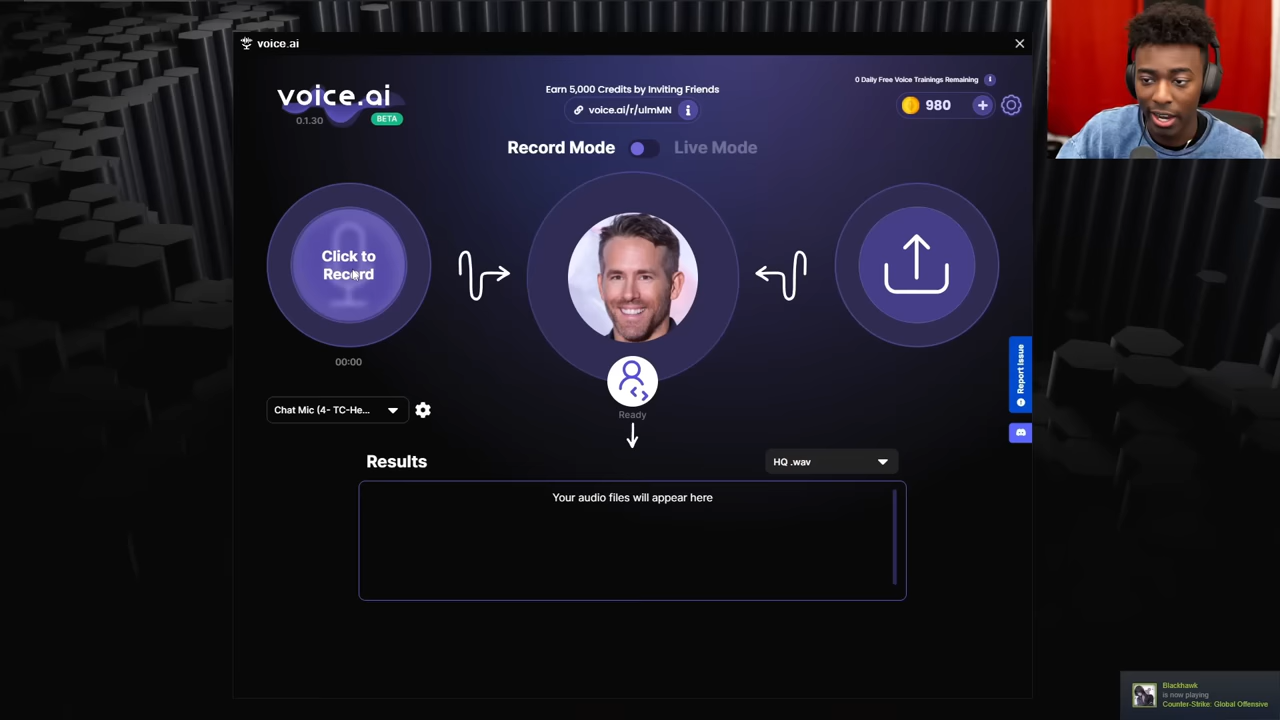 voice.ai
voice.ai
0.1.30
BETA
Earn 5,000 Credits by Inviting Friends
voice.ai/r/u1mMN
0 Daily Free Voice Trainings Remaining
980
Record Mode
Live Mode
Click to
Record
00:00
Chat Mic (4- TC-He...
Ready
Report Issue
Results
HQ .wav
Your audio files will appear here
Blackhawk
is now playing
Counter-Strike: Global Offensive